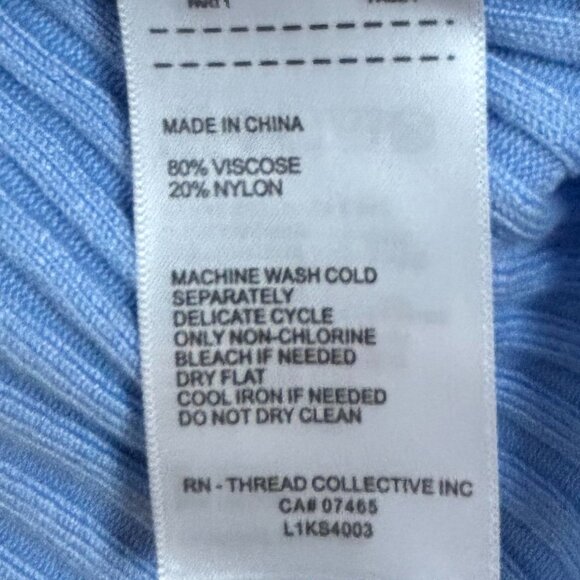 MADE IN CHINA
80% VISCOSE
20% NYLON
MACHINE WASH COLD
SEPARATELY
DELICATE CYCLE
ONLY NON-CHLORINE
BLEACH IF NEEDED
DRY FLAT
COOL IRON IF NEEDED
DO NOT DRY CLEAN
RN - THREAD COLLECTIVE INC
CA# 07465
L1KS4003